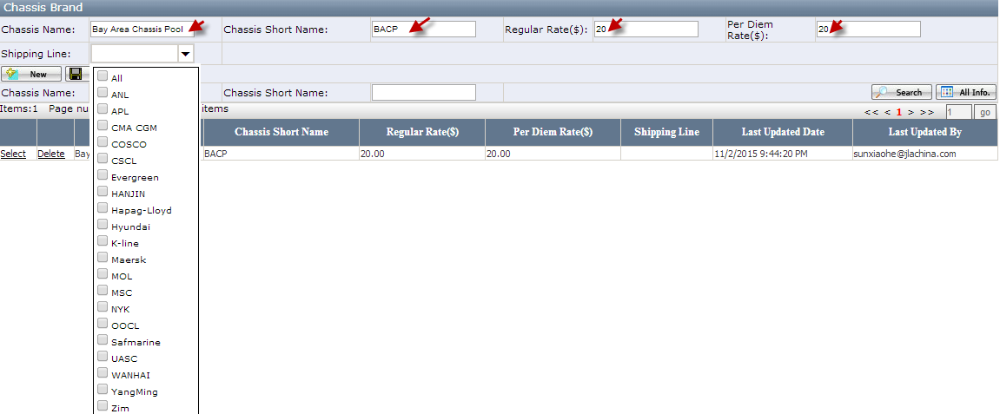 Chassis Brand
Chassis Name: Bay Area Chassis Pool Chassis Short Name: BACP Regular Rate($): 20 Per Diem Rate($): 20
Shipping Line:
New
Chassis Name: Chassis Short Name: Search All Info.
Items:1 Page nu items << < 1 > >> 1 go
Chassis Short Name Regular Rate($) Per Diem Rate($) Shipping Line Last Updated Date Last Updated By
Select Delete Bay BACP 20.00 20.00 11/2/2015 9:44:20 PM sunxiaohe@jlachina.com
All
ANL
APL
CMA CGM
COSCO
CSCL
Evergreen
HANJIN
Hapag-Lloyd
Hyundai
K-line
Maersk
MOL
MSC
NYK
OOCL
Safmarine
UASC
WANHAI
YangMing
Zim